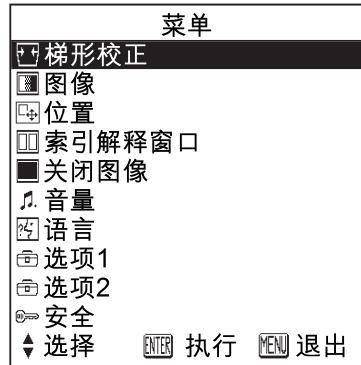 菜单
梯形校正
图像
位置
索引解释窗口
关闭图像
音量
语言
选项1
选项2
安全
选择 ENTER 执行 MENU 退出